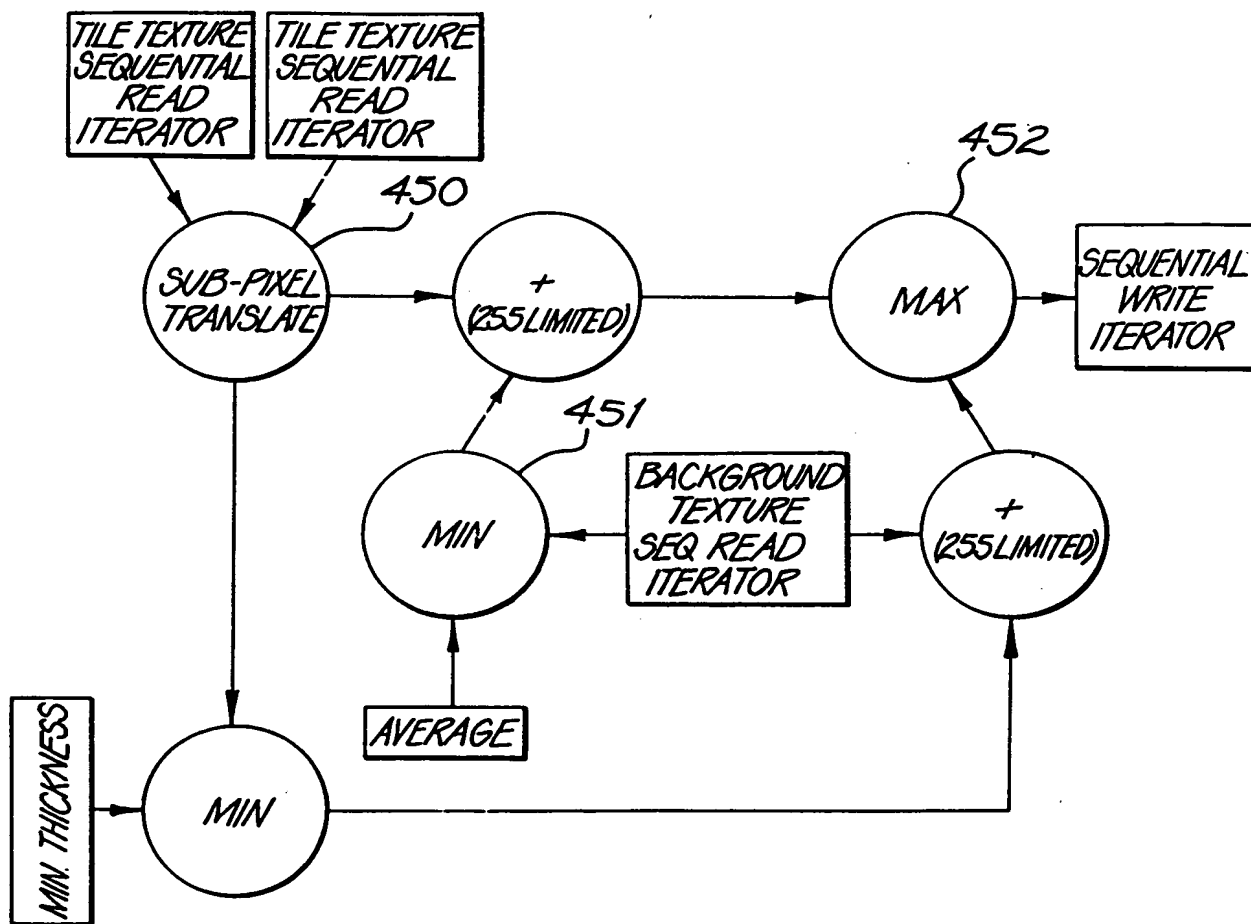 TILE TEXTURE
SEQUENTIAL
READ
ITERATOR
TILE TEXTURE
SEQUENTIAL
READ
ITERATOR
450
452
SUB-PIXEL
TRANSLATE
+
(255 LIMITED)
MAX
SEQUENTIAL
WRITE
ITERATOR
451
MIN
BACKGROUND
TEXTURE
SEQ READ
ITERATOR
+
(255 LIMITED)
AVERAGE
MIN. THICKNESS
MIN